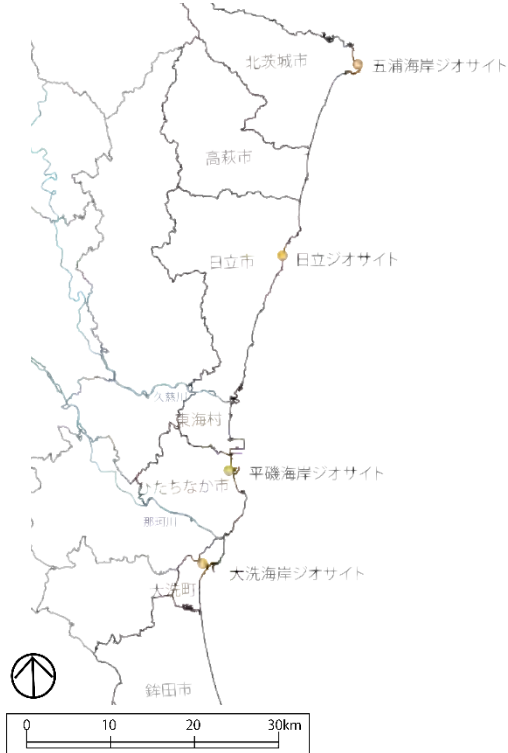 北茨城市
五浦海岸ジオサイト
高萩市
日立市
日立ジオサイト
久慈川
東海村
平磯海岸ジオサイト
ひたちなか市
那珂川
大洗海岸ジオサイト
大洗町
鉾田市
0 10 20 30km